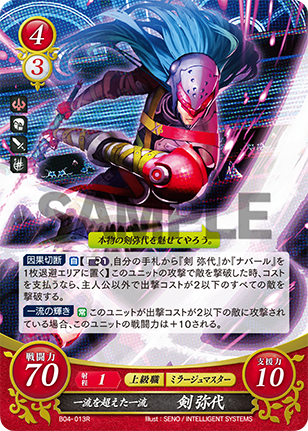 4
3
SAMPLE
本物の剣弥代を魅せてやろう。
因果切断 起 【 1,自分の手札から『剣 弥代』か『ナバール』を
1枚退避エリアに置く】このユニットの攻撃で敵を撃破した時、コスト
を支払うなら、主人公以外で出撃コストが2以下のすべての敵を
撃破する。
一流の輝き 常 このユニットが出撃コストが2以下の敵に攻撃され
ている場合、このユニットの戦闘力は+10される。
戦闘力
70
射程 1
上級職
ミラージュマスター
支援力
10
一流を超えた一流 剣 弥代
B04-013R
Illust : SENO / INTELLIGENT SYSTEMS